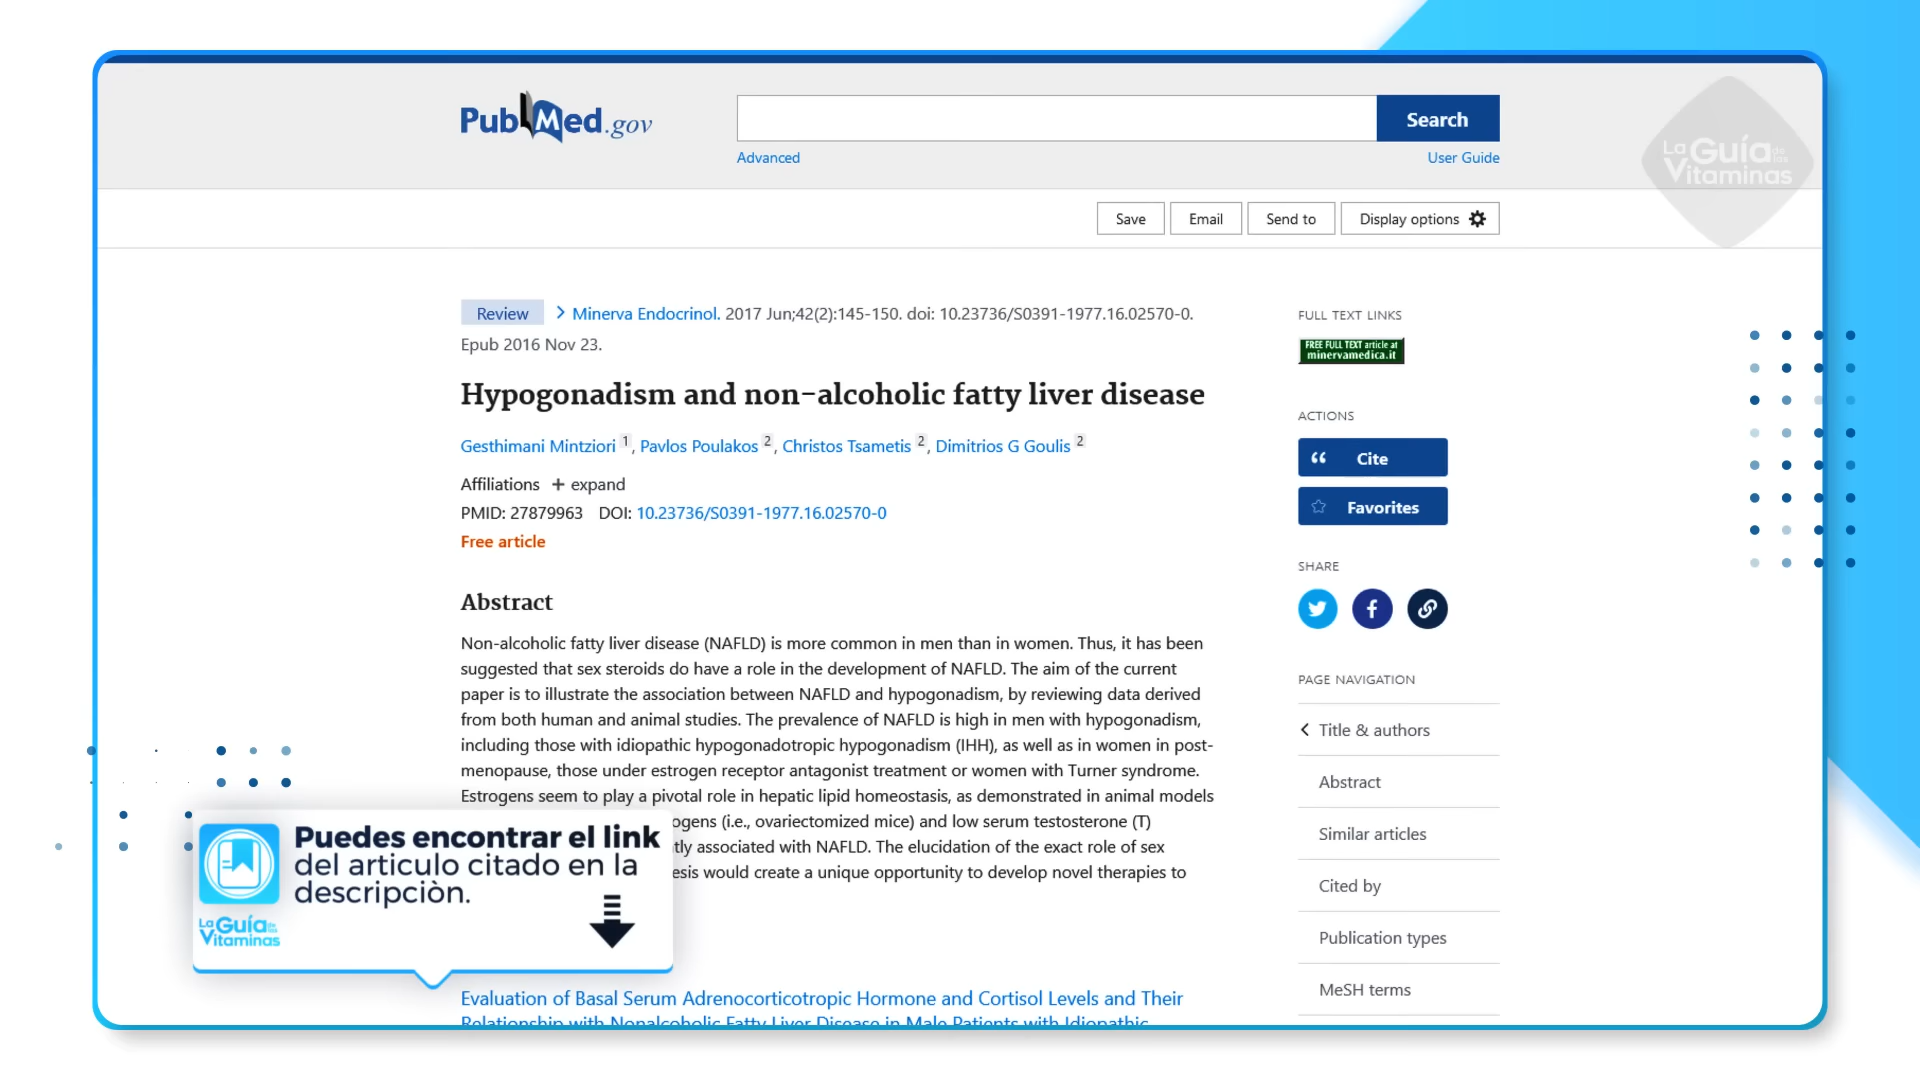 PubMed.gov
Search
Advanced
User Guide
La Guía de las
Vitaminas
Save
Email
Send to
Display options
Review
Minerva Endocrinol. 2017 Jun;42(2):145-150. doi: 10.23736/S0391-1977.16.02570-0.
Epub 2016 Nov 23.
Hypogonadism and non-alcoholic fatty liver disease
Gesthimani Mintziori 1, Pavlos Poulakos 2, Christos Tsametis 2, Dimitrios G Goulis 2
Affiliations + expand
PMID: 27879963 DOI: 10.23736/S0391-1977.16.02570-0
Free article
Abstract
Non-alcoholic fatty liver disease (NAFLD) is more common in men than in women. Thus, it has been
suggested that sex steroids do have a role in the development of NAFLD. The aim of the current
paper is to illustrate the association between NAFLD and hypogonadism, by reviewing data derived
from both human and animal studies. The prevalence of NAFLD is high in men with hypogonadism,
including those with idiopathic hypogonadotropic hypogonadism (IHH), as well as in women in post-
menopause, those under estrogen receptor antagonist treatment or women with Turner syndrome.
Estrogens seem to play a pivotal role in hepatic lipid homeostasis, as demonstrated in animal models
ogens (i.e., ovariectomized mice) and low serum testosterone (T)
tly associated with NAFLD. The elucidation of the exact role of sex
esis would create a unique opportunity to develop novel therapies to
Evaluation of Basal Serum Adrenocorticotropic Hormone and Cortisol Levels and Their
Relationship with Nonalcoholic Fatty Liver Disease in Male Patients with Idiopathic
FULL TEXT LINKS
FREE FULL TEXT article at
minervamedica.it
ACTIONS
Cite
Favorites
SHARE
PAGE NAVIGATION
Title & authors
Abstract
Similar articles
Cited by
Publication types
MeSH terms
Puedes encontrar el link
del articulo citado en la
descripciòn.
La Guía de las
Vitaminas